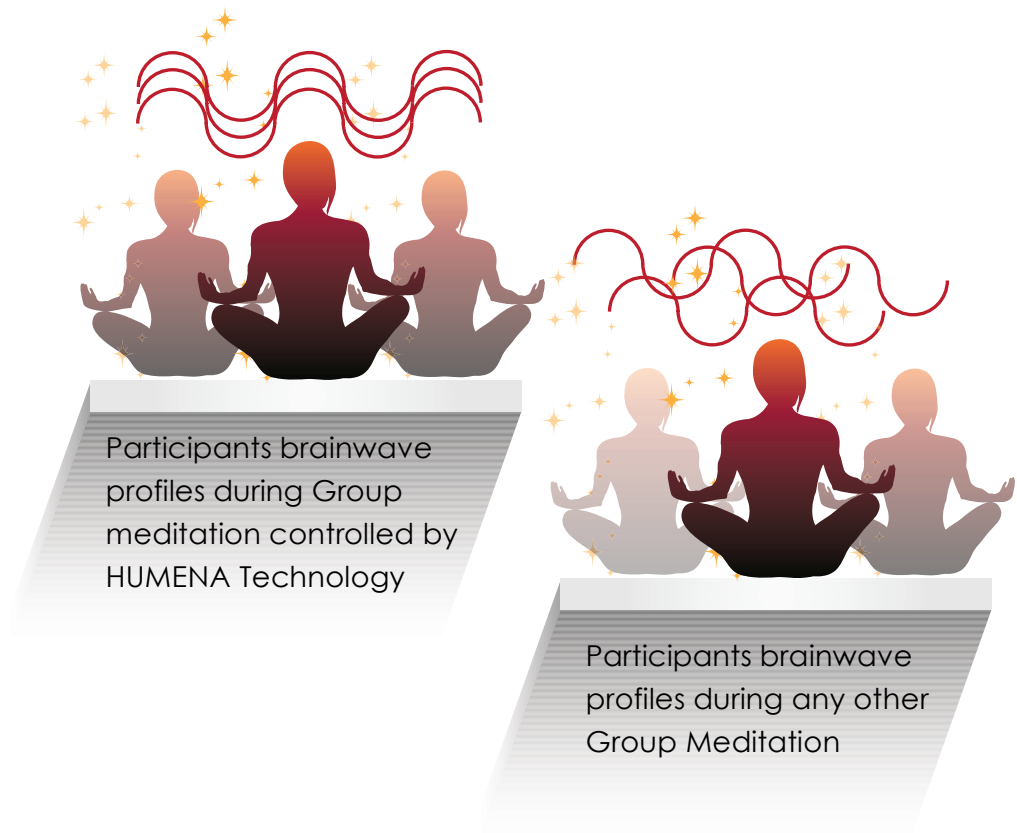 Participants brainwave
profiles during Group
meditation controlled by
HUMENA Technology
Participants brainwave
profiles during any other
Group Meditation